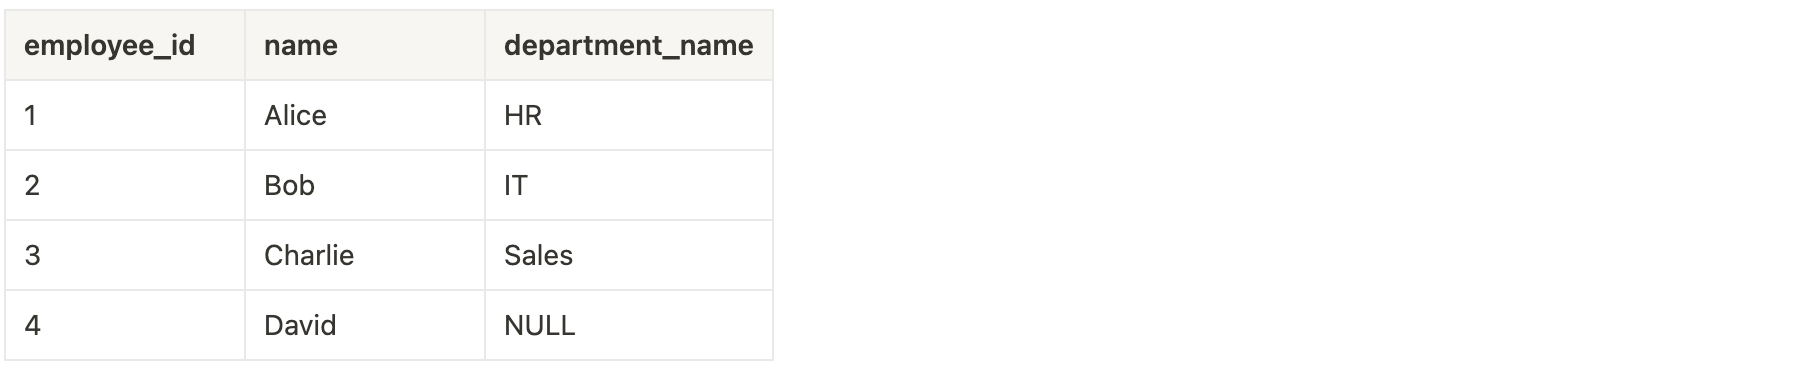 employee_id name department_name
1 Alice HR
2 Bob IT
3 Charlie Sales
4 David NULL